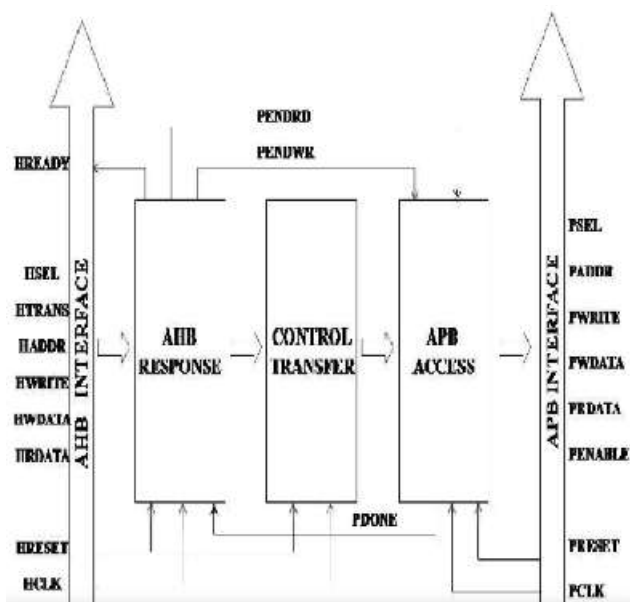 PENDRD
PENDWR
HREADY
HSEL
HTRANS
HADDR
HWRITE
HWDATA
HRDATA
HRESET
HCLK
AHB INTERFACE
AHB
RESPONSE
CONTROL
TRANSFER
APB
ACCESS
PDONE
APB INTERFACE
PSEL
PADDR
PWRITE
PWDATA
PRDATA
PENABLE
PRESET
PCLK